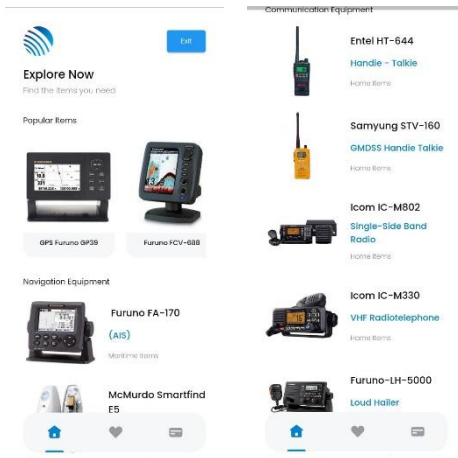 Exit
Explore Now
Find the items you need
Popular Items
GPS Furuno GP39
Furuno FCV-688
Navigation Equipment
Furuno FA-170
(AIS)
Maritime Items
McMurdo Smartfind
E5
Communication Equipment
Entel HT-644
Handie - Talkie
Home Items
Samyung STV-160
GMDSS Handie Talkie
Home Items
Icom IC-M802
Single-Side Band
Radio
Home Items
Icom IC-M330
VHF Radiotelephone
Home Items
Furuno-LH-5000
Loud Hailer